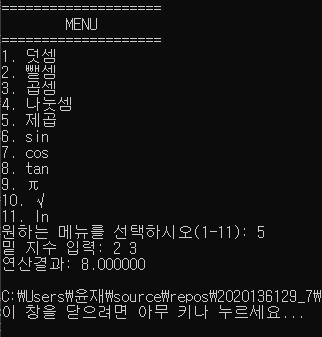 ====================
MENU
====================
1. 덧셈
2. 뺄셈
3. 곱셈
4. 나눗셈
5. 제곱
6. sin
7. cos
8. tan
9. π
10. √
11. ln
원하는 메뉴를 선택하시오(1-11): 5
밑 지수 입력: 2 3
연산결과: 8.000000
C:₩Users₩윤재₩source₩repos₩2020136129_7₩
이 창을 닫으려면 아무 키나 누르세요...